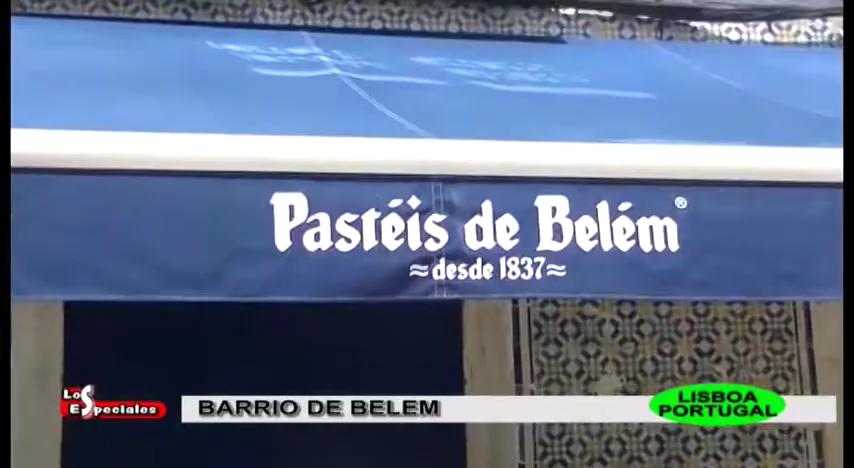 Pastéis de Belém®
≈desde 1837≈
Los
Especiales
BARRIO DE BELEM
LISBOA
PORTUGAL